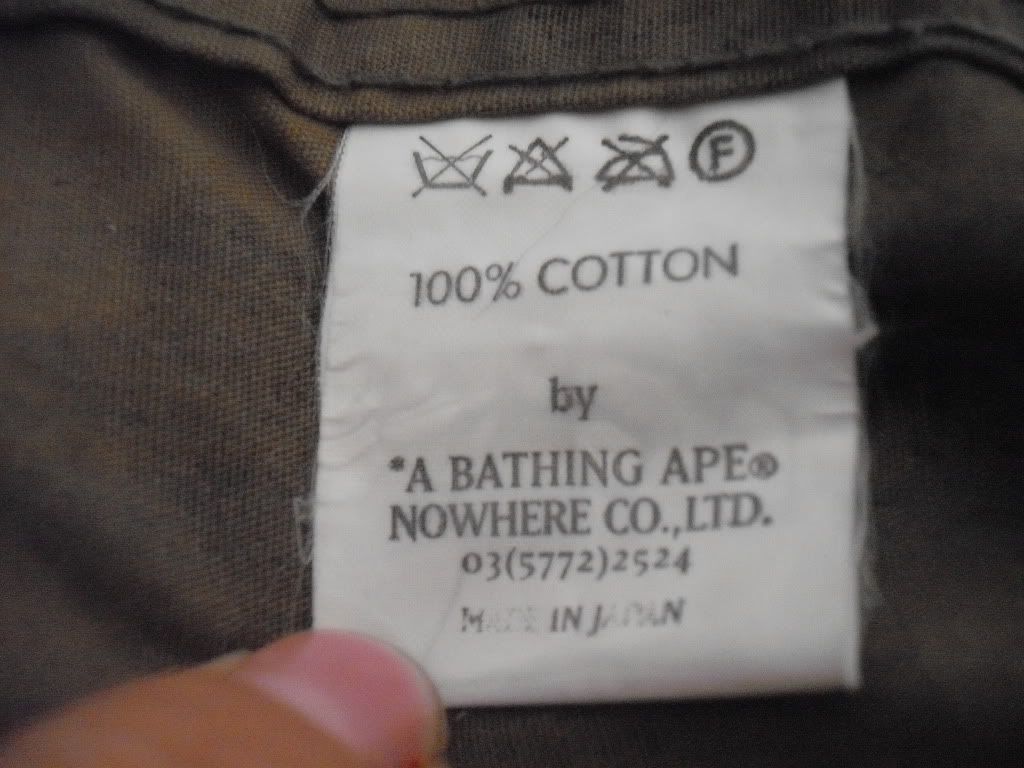 F
100% COTTON
by
*A BATHING APE®
NOWHERE CO.,LTD.
03(5772)2524
MADE IN JAPAN